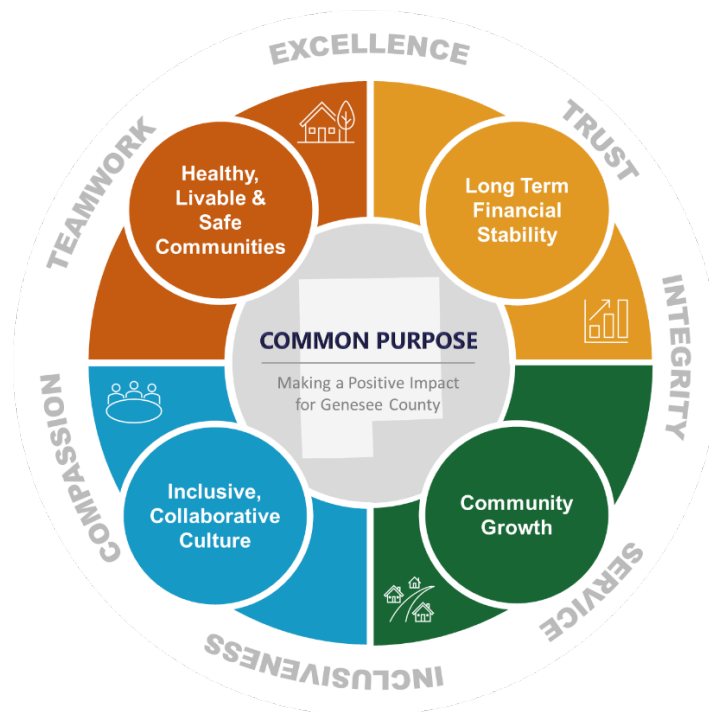 EXCELLENCE
TRUST
INTEGRITY
SERVICE
INCLUSIVENESS
COMPASSION
TEAMWORK
Healthy,
Livable &
Safe
Communities
Long Term
Financial
Stability
COMMON PURPOSE
Making a Positive Impact
for Genesee County
Inclusive,
Collaborative
Culture
Community
Growth